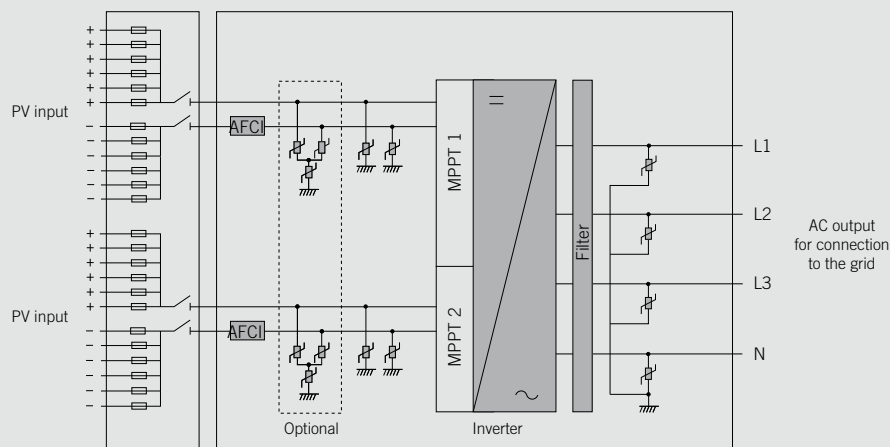 +
+
+
+
+
+
PV input
−
−
−
−
−
−
AFCI
MPPT 1
Filter
L1
L2
L3
N
AC output
for connection
to the grid
+
+
+
+
+
+
PV input
−
−
−
−
−
−
AFCI
MPPT 2
Optional
Inverter